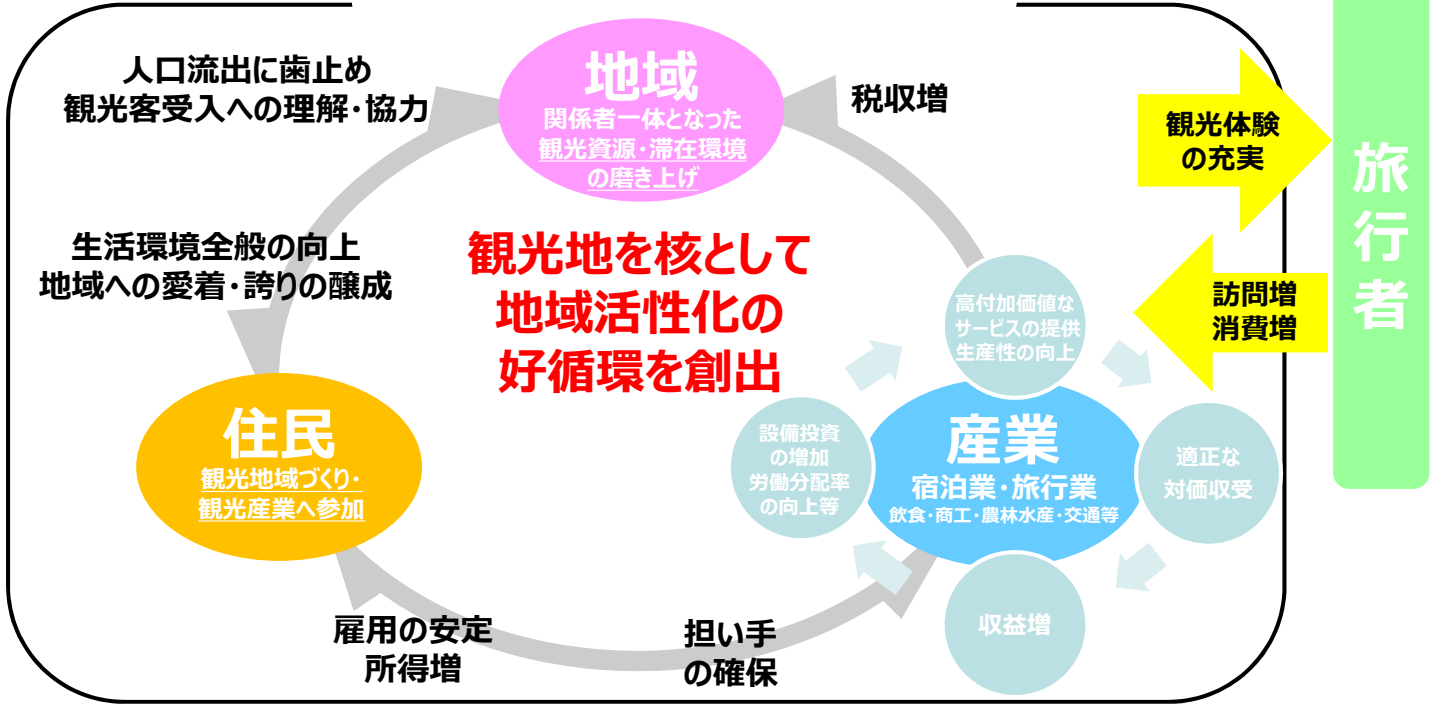 地域
関係者一体となった
観光資源・滞在環境
の磨き上げ
人口流出に歯止め
観光客受入への理解・協力
税収増
観光体験
の充実
旅行者
訪問増
消費増
生活環境全般の向上
地域への愛着・誇りの醸成
観光地を核として
地域活性化の
好循環を創出
高付加価値な
サービスの提供
生産性の向上
住民
観光地域づくり・
観光産業へ参加
設備投資
の増加
労働分配率
の向上等
産業
宿泊業・旅行業
飲食・商工・農林水産・交通等
適正な
対価収受
収益増
雇用の安定
所得増
担い手
の確保